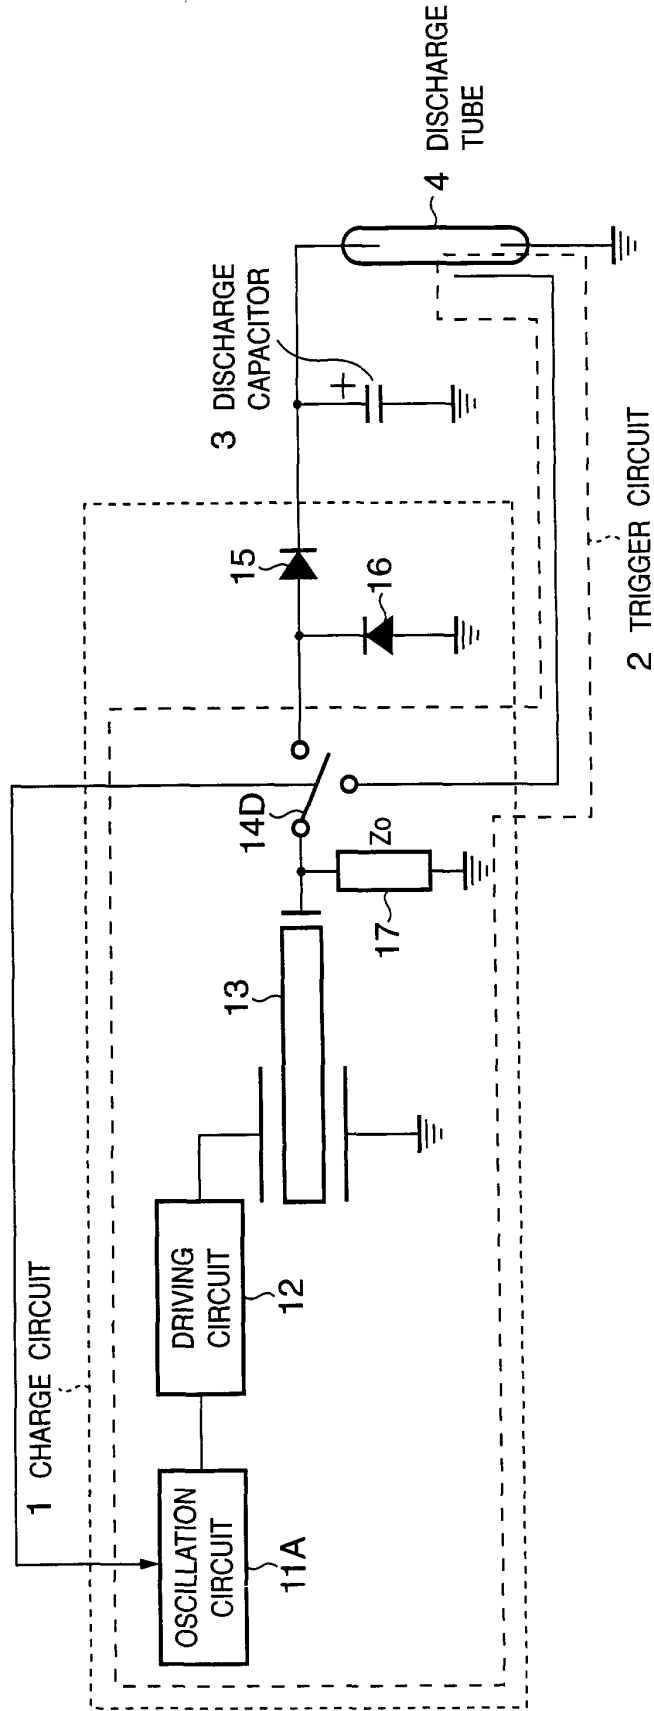 1 CHARGE CIRCUIT
OSCILLATION
CIRCUIT
11A
DRIVING
CIRCUIT
12
13
14D
17
Zo
15
16
3 DISCHARGE
CAPACITOR
+
4 DISCHARGE
TUBE
2 TRIGGER CIRCUIT